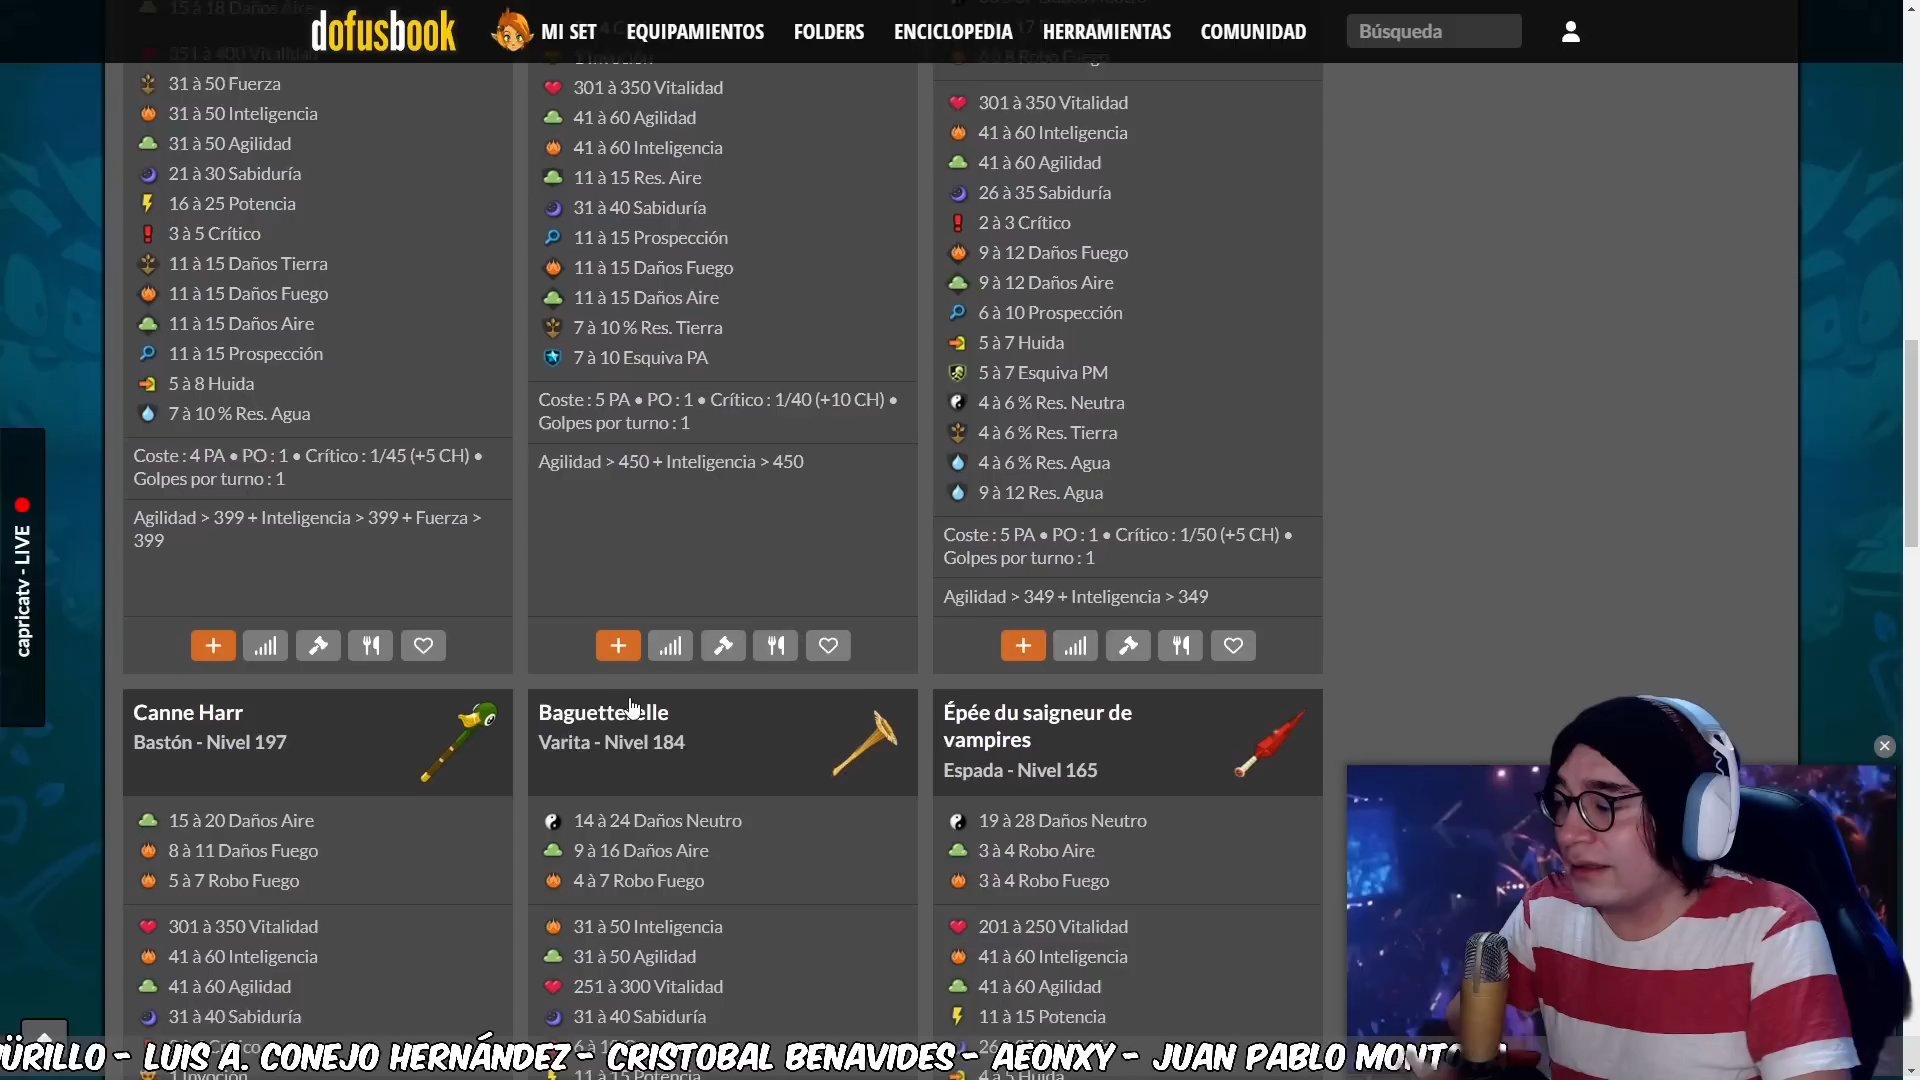 dofusbook
MI SET
EQUIPAMIENTOS
FOLDERS
ENCICLOPEDIA
HERRAMIENTAS
COMUNIDAD
Búsqueda
15 à 18 Daños Aire
351 à 400 Vitalidad
31 à 50 Fuerza
31 à 50 Inteligencia
31 à 50 Agilidad
21 à 30 Sabiduría
16 à 25 Potencia
3 à 5 Crítico
11 à 15 Daños Tierra
11 à 15 Daños Fuego
11 à 15 Daños Aire
11 à 15 Prospección
5 à 8 Huida
7 à 10 % Res. Agua
Coste : 4 PA • PO : 1 • Crítico : 1/45 (+5 CH) •
Golpes por turno : 1
Agilidad > 399 + Inteligencia > 399 + Fuerza >
399
301 à 350 Vitalidad
41 à 60 Agilidad
41 à 60 Inteligencia
11 à 15 Res. Aire
31 à 40 Sabiduría
11 à 15 Prospección
11 à 15 Daños Fuego
11 à 15 Daños Aire
7 à 10 % Res. Tierra
7 à 10 Esquiva PA
Coste : 5 PA • PO : 1 • Crítico : 1/40 (+10 CH) •
Golpes por turno : 1
Agilidad > 450 + Inteligencia > 450
301 à 350 Vitalidad
41 à 60 Inteligencia
41 à 60 Agilidad
26 à 35 Sabiduría
2 à 3 Crítico
9 à 12 Daños Fuego
9 à 12 Daños Aire
6 à 10 Prospección
5 à 7 Huida
5 à 7 Esquiva PM
4 à 6 % Res. Neutra
4 à 6 % Res. Tierra
4 à 6 % Res. Agua
9 à 12 Res. Agua
Coste : 5 PA • PO : 1 • Crítico : 1/50 (+5 CH) •
Golpes por turno : 1
Agilidad > 349 + Inteligencia > 349
Canne Harr
Bastón - Nivel 197
15 à 20 Daños Aire
8 à 11 Daños Fuego
5 à 7 Robo Fuego
301 à 350 Vitalidad
41 à 60 Inteligencia
41 à 60 Agilidad
31 à 40 Sabiduría
Varita - Nivel 184
14 à 24 Daños Neutro
9 à 16 Daños Aire
4 à 7 Robo Fuego
31 à 50 Inteligencia
31 à 50 Agilidad
251 à 300 Vitalidad
31 à 40 Sabiduría
11 à 15 Potencia
Épée du saigneur de
vampires
Espada - Nivel 165
19 à 28 Daños Neutro
3 à 4 Robo Aire
3 à 4 Robo Fuego
201 à 250 Vitalidad
41 à 60 Inteligencia
41 à 60 Agilidad
11 à 15 Potencia
4 à 5 Huida
capricatv - LIVE
- LUIS A. CONEJO HERNÁNDEZ - CRISTOBAL BENAVIDES - AEONXY - JUAN PABLO